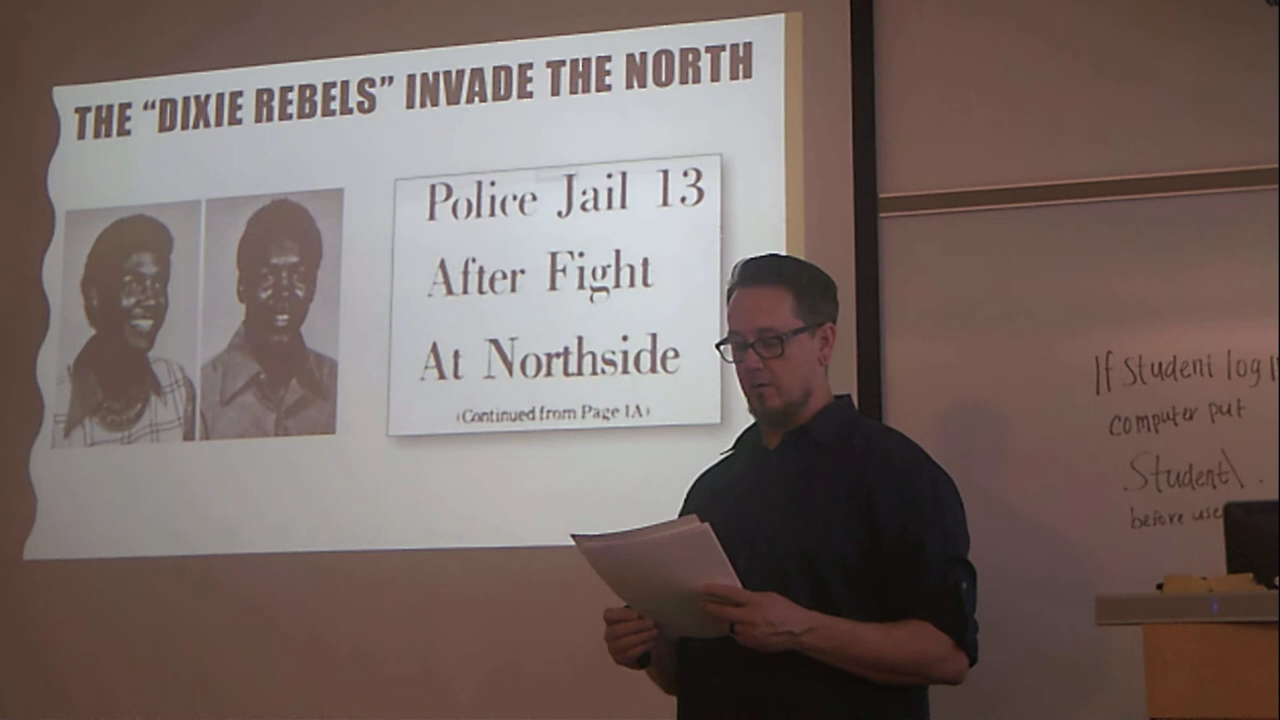 THE “DIXIE REBELS” INVADE THE NORTH
Police Jail 13
After Fight
At Northside
(Continued from Page 1A)
If Student log
computer put
Student\
before